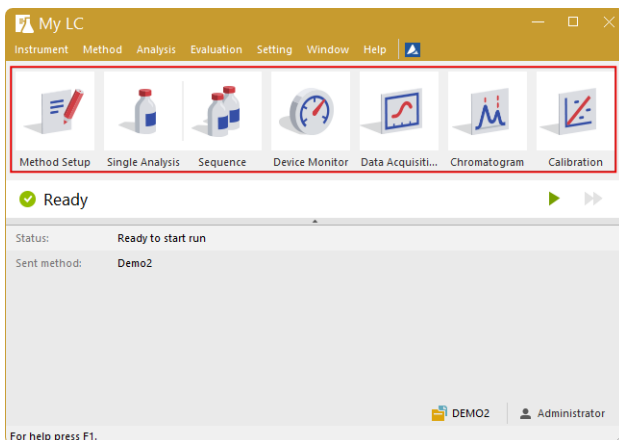 My LC
Instrument Method Analysis Evaluation Setting Window Help
Method Setup Single Analysis Sequence Device Monitor Data Acquisiti... Chromatogram Calibration
Ready
Status: Ready to start run
Sent method: Demo2
DEMO2 Administrator
For help press F1.